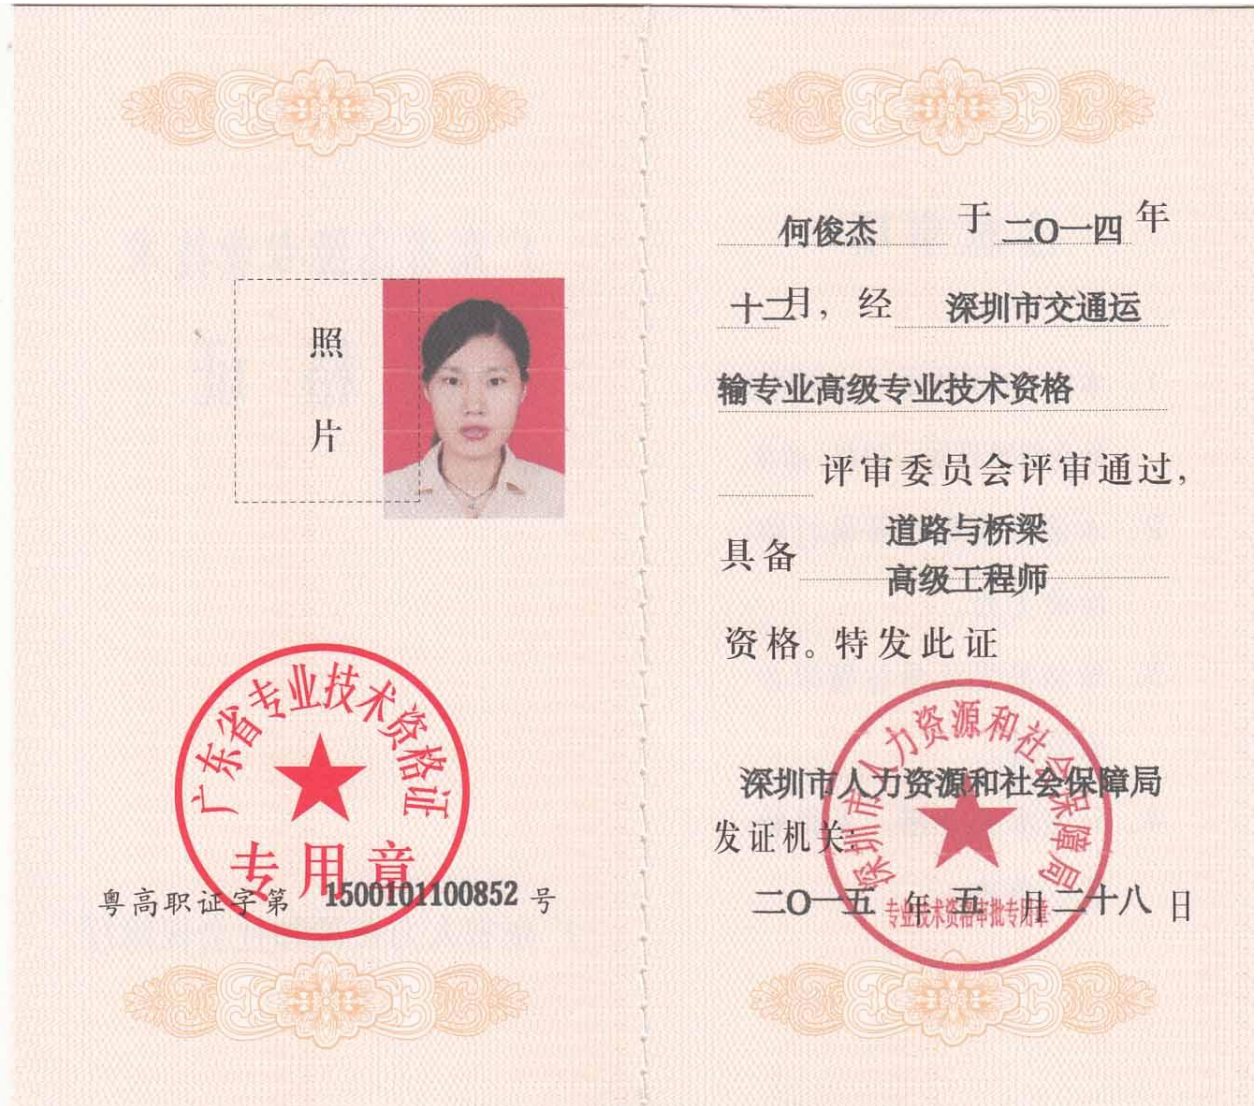 照
片
广东省专业技术资格证
专用章
粤高职证字第 1500101100852 号
何俊杰 于 二〇一四 年
十二月，经 深圳市交通运
输专业高级专业技术资格
评审委员会评审通过，
具备 道路与桥梁
高级工程师
资格。特发此证
深圳市人力资源和社会保障局
深圳市人力资源和社会保障局
发证机关：
二〇一五 年 五 月 二十八 日
专业技术资格审批专用章